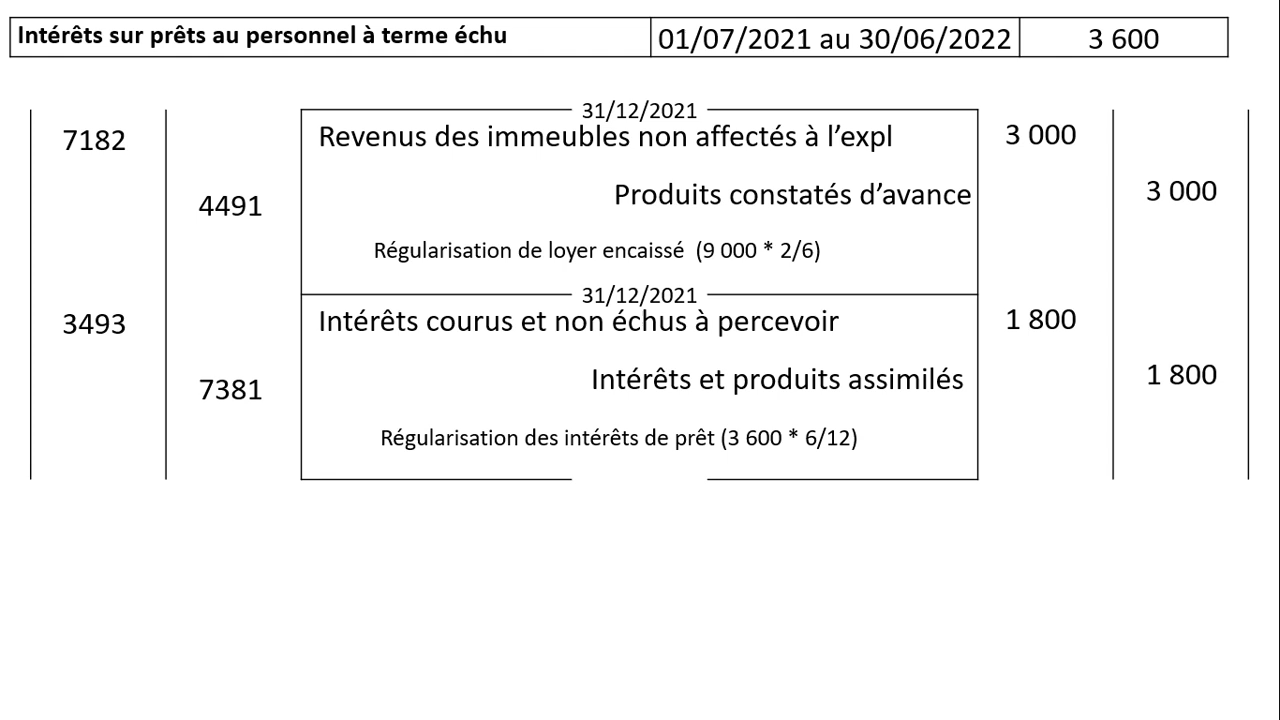 Intérêts sur prêts au personnel à terme échu 01/07/2021 au 30/06/2022 3 600
31/12/2021
7182 Revenus des immeubles non affectés à l’expl 3 000
4491 Produits constatés d’avance 3 000
Régularisation de loyer encaissé (9 000 * 2/6)
31/12/2021
3493 Intérêts courus et non échus à percevoir 1 800
7381 Intérêts et produits assimilés 1 800
Régularisation des intérêts de prêt (3 600 * 6/12)